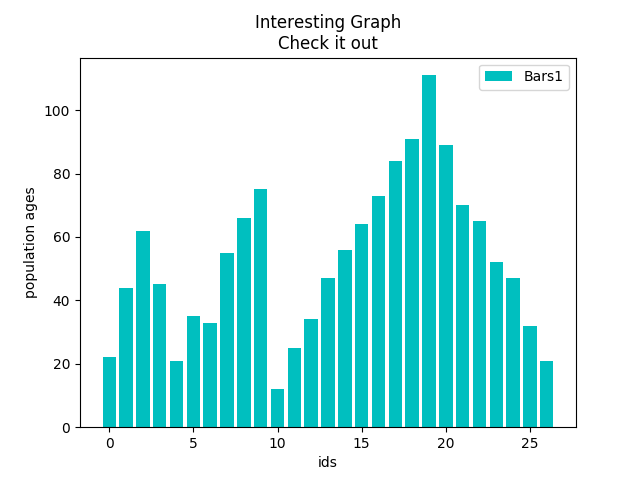 Interesting Graph
Check it out
Bars1
100
80
60
40
20
0
population ages
0 5 10 15 20 25
ids